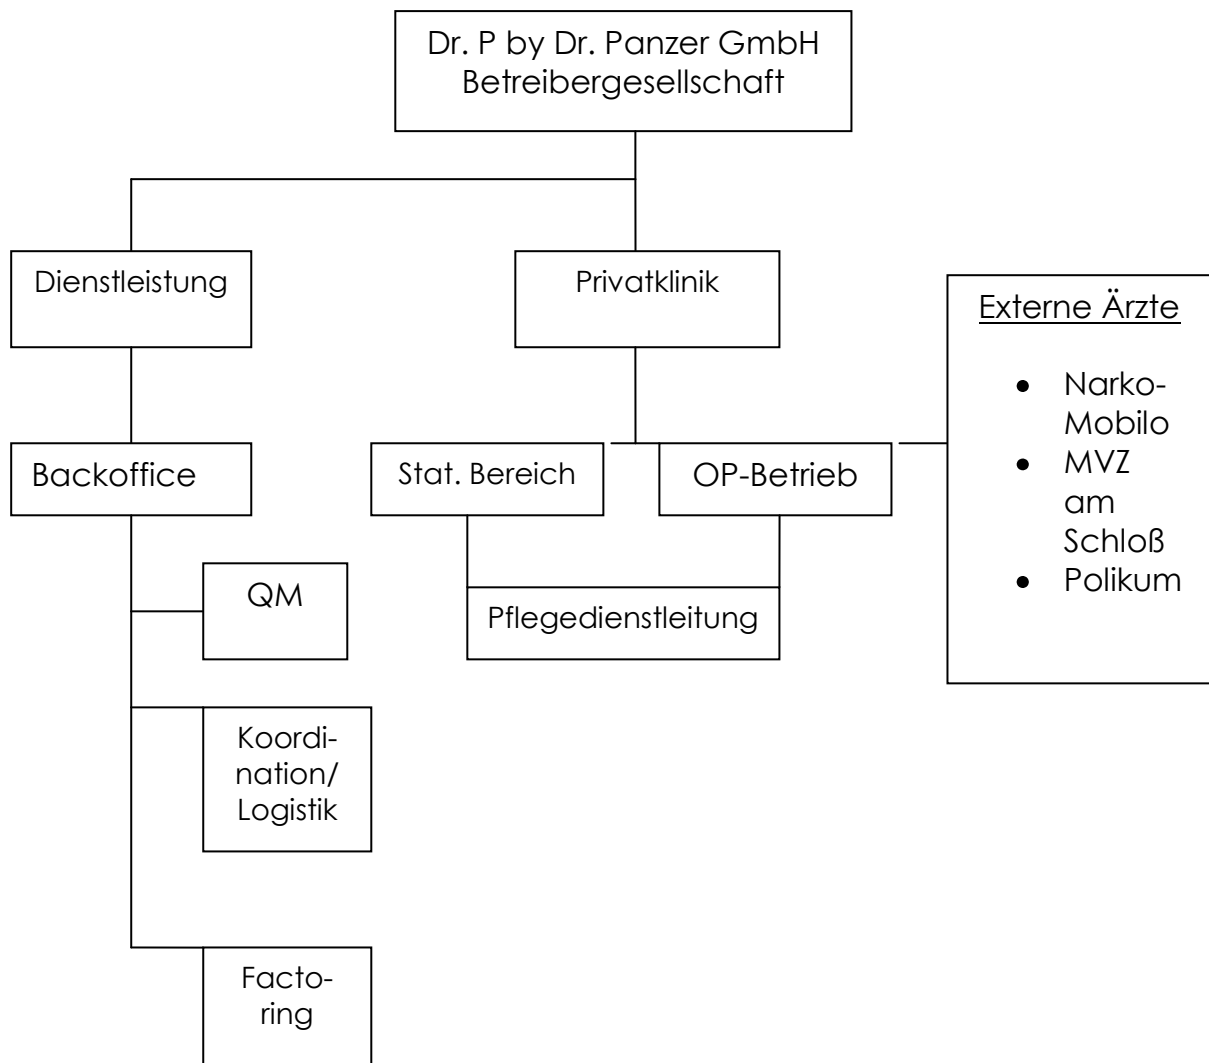 Dr. P by Dr. Panzer GmbH
Betreibergesellschaft
Dienstleistung
Privatklinik
Externe Ärzte
Narko-
Mobilo
MVZ
am
Schloß
Polikum
Backoffice
Stat. Bereich
OP-Betrieb
QM
Pflegedienstleitung
Koordi-
nation/
Logistik
Facto-
ring